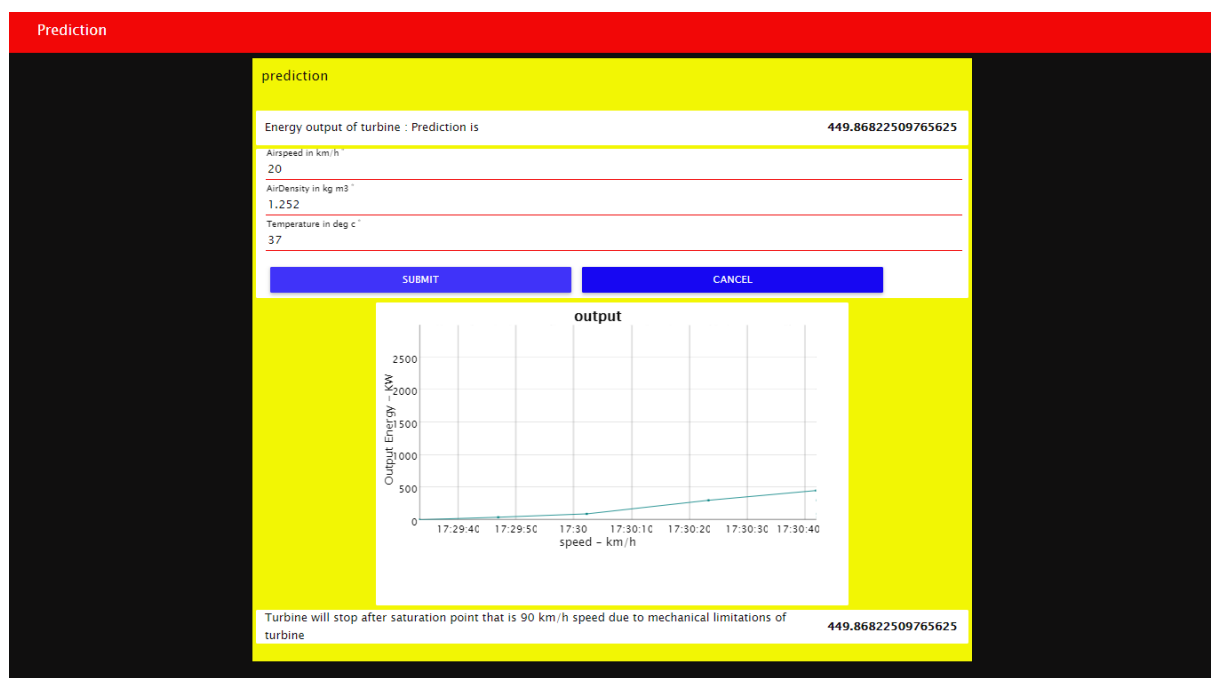 Prediction
prediction
Energy output of turbine : Prediction is 449.86822509765625
Airspeed in km/h *
20
AirDensity in kg m3 *
1.252
Temperature in deg c *
37
SUBMIT CANCEL
output
Output Energy - KW
2500
2000
1500
1000
500
0
17:29:40 17:29:50 17:30 17:30:10 17:30:20 17:30:30 17:30:40
speed - km/h
Turbine will stop after saturation point that is 90 km/h speed due to mechanical limitations of
turbine
449.86822509765625